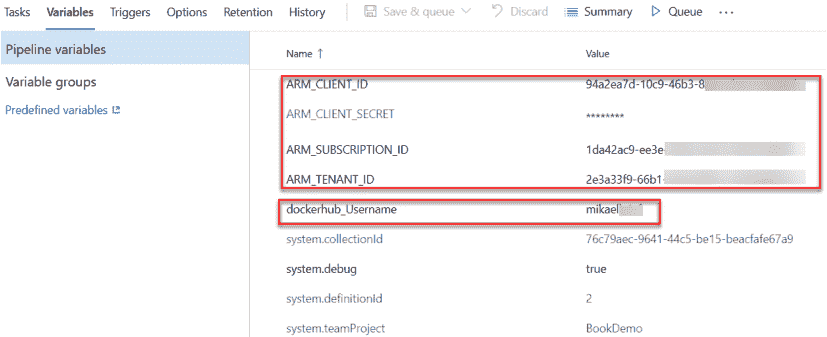 Tasks Variables Triggers Options Retention History Save & queue Discard Summary Queue ...
Pipeline variables
Variable groups
Predefined variables
Name ↑ Value
ARM_CLIENT_ID 94a2ea7d-10c9-46b3-8
ARM_CLIENT_SECRET ********
ARM_SUBSCRIPTION_ID 1da42ac9-ee3e-
ARM_TENANT_ID 2e3a33f9-66b1-
dockerhub_Username mikael
system.collectionId 76c79aec-9641-44c5-be15-beacfafe67a9
system.debug true
system.definitionId 2
system.teamProject BookDemo